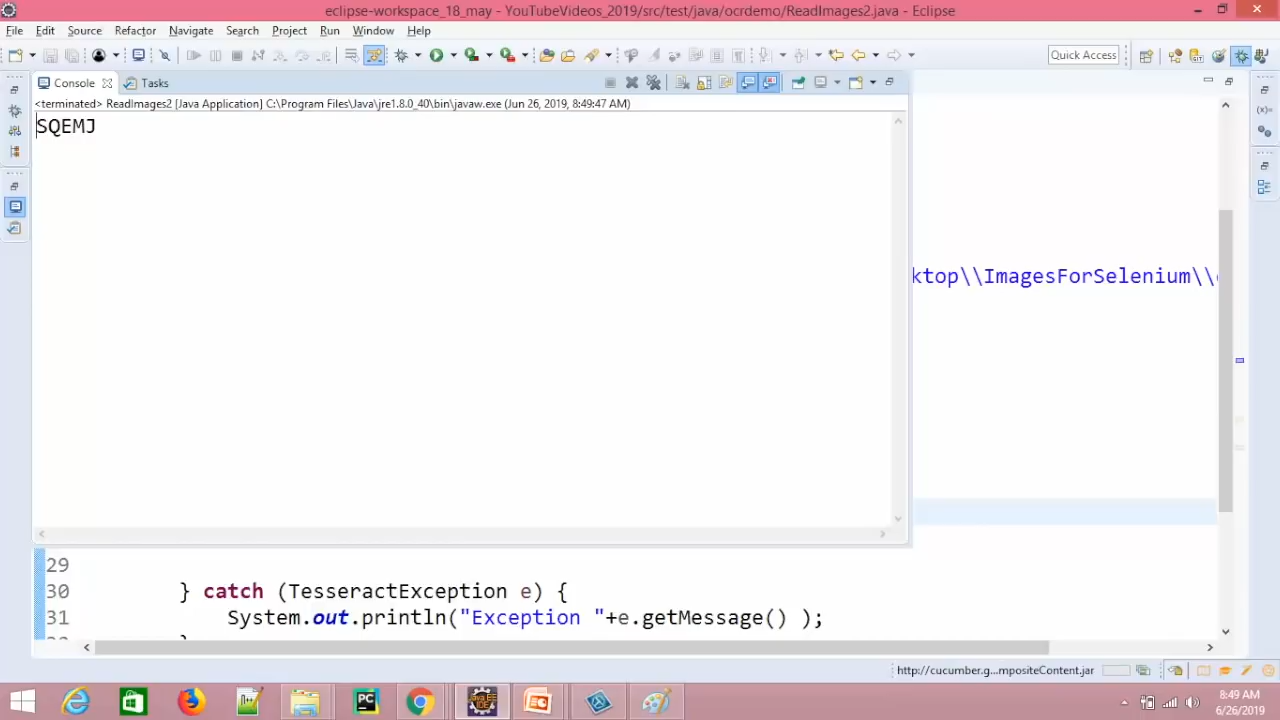 eclipse-workspace_18_may - YouTubeVideos_2019/src/test/java/ocrdemo/ReadImages2.java - Eclipse
File Edit Source Refactor Navigate Search Project Run Window Help
Quick Access
Console Tasks
<terminated> ReadImages2 [Java Application] C:\Program Files\Java\jre1.8.0_40\bin\javaw.exe (Jun 26, 2019, 8:49:47 AM)
SQEMJ
ktop\\ImagesForSelenium\\
29
30 } catch (TesseractException e) {
31 System.out.println("Exception "+e.getMessage() );
http://cucumber.g...mpositeContent.jar
8:49 AM
6/26/2019